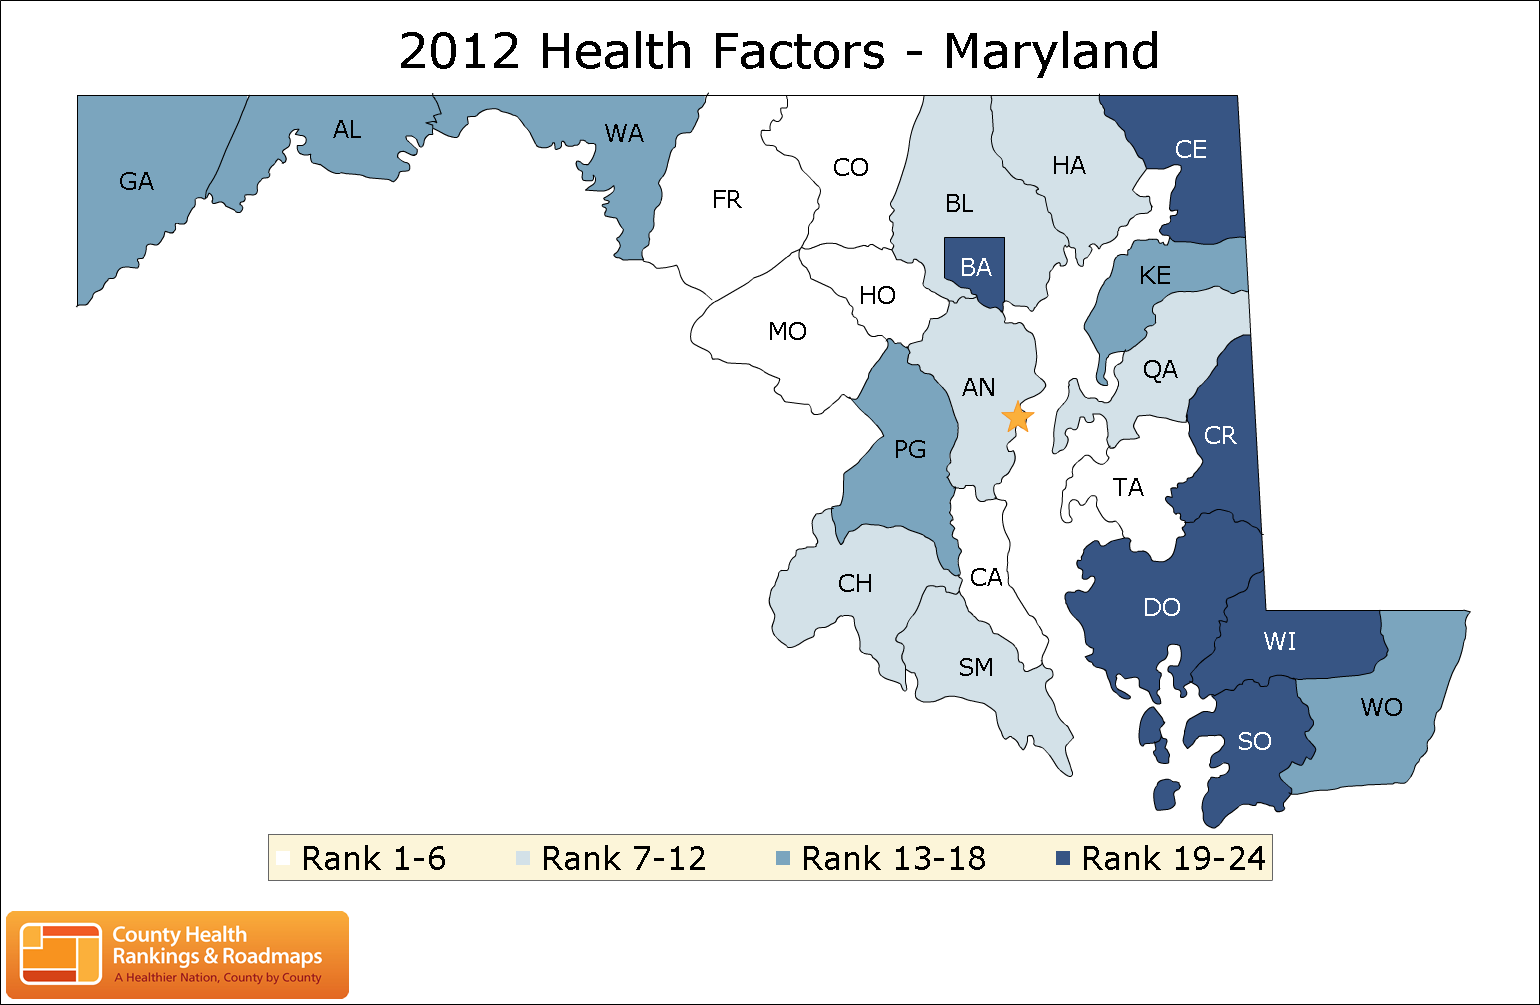 2012 Health Factors - Maryland
GA
AL
WA
FR
CO
BL
HA
CE
BA
KE
HO
MO
QA
AN
CR
PG
TA
CH
CA
DO
SM
WI
WO
SO
Rank 1-6 Rank 7-12 Rank 13-18 Rank 19-24
County Health
Rankings & Roadmaps
A Healthier Nation, County by County